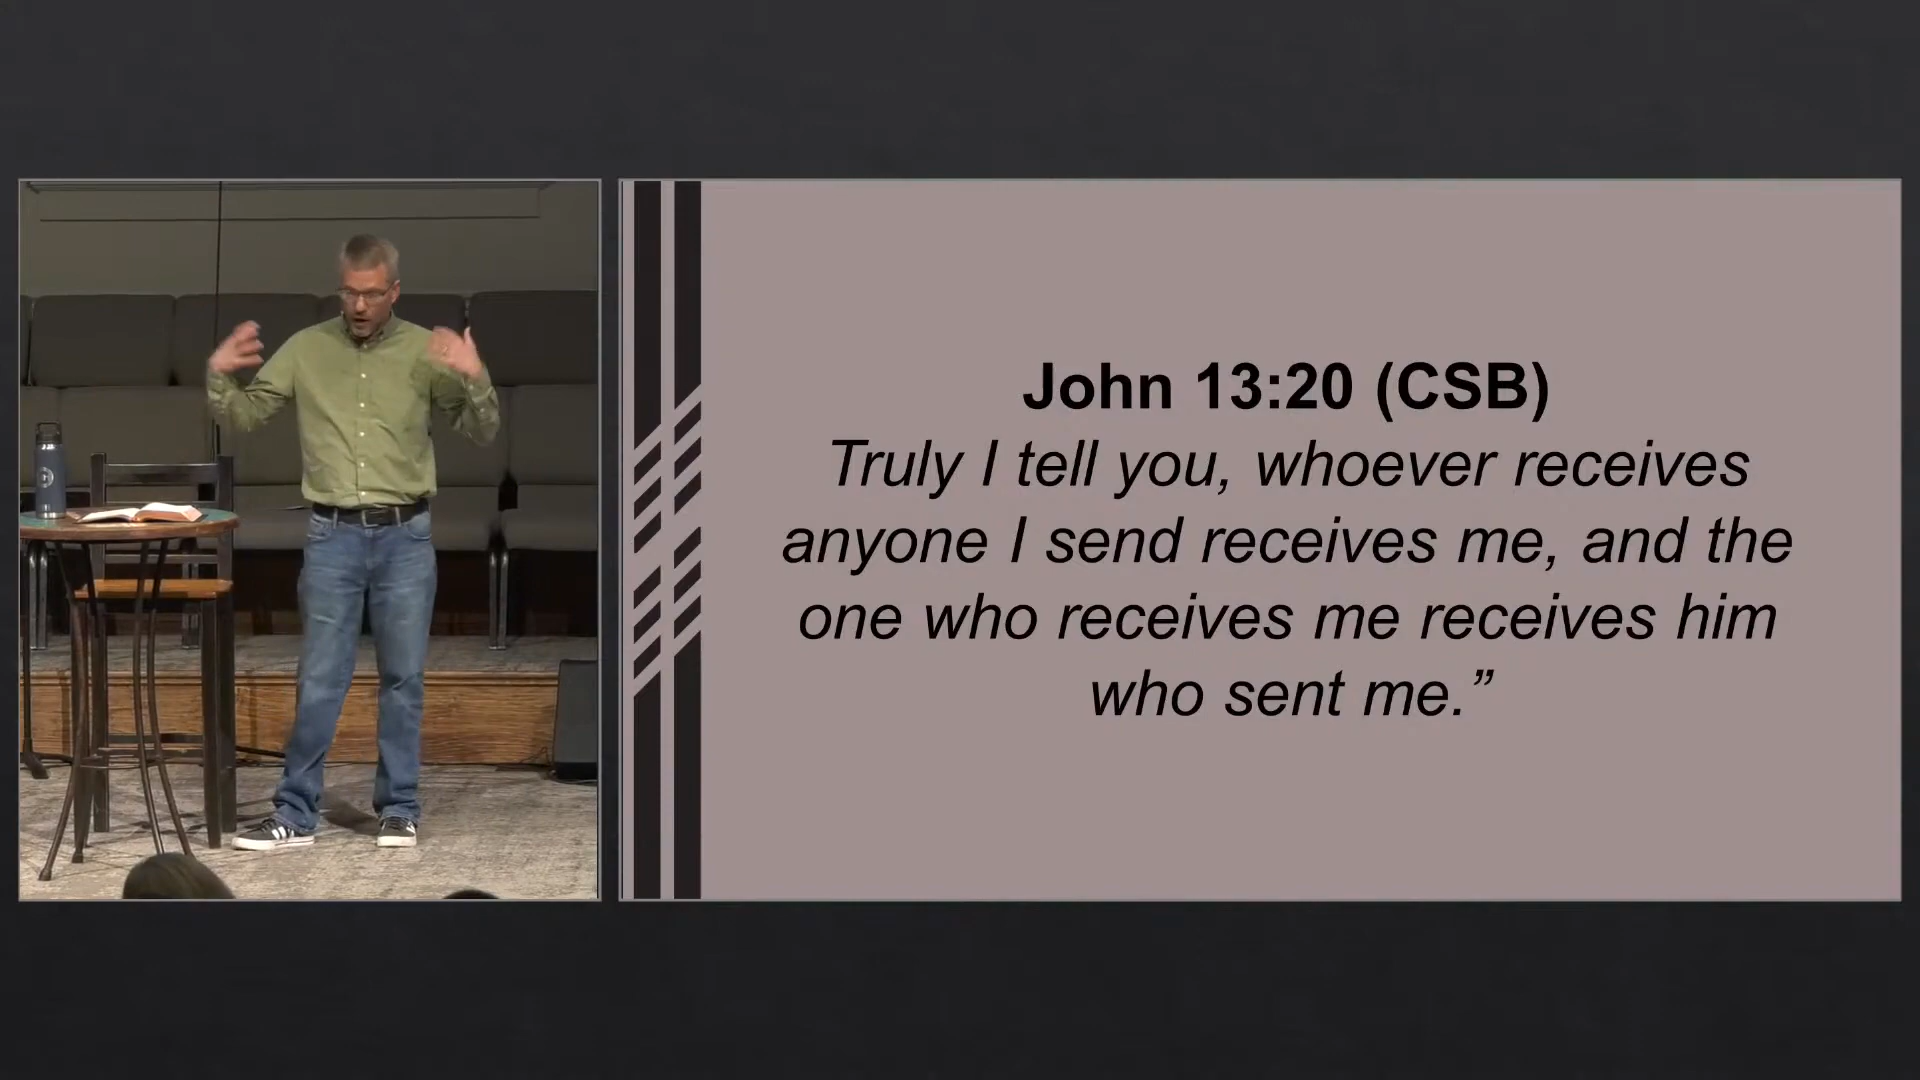 John 13:20 (CSB)
Truly I tell you, whoever receives
anyone I send receives me, and the
one who receives me receives him
who sent me.”